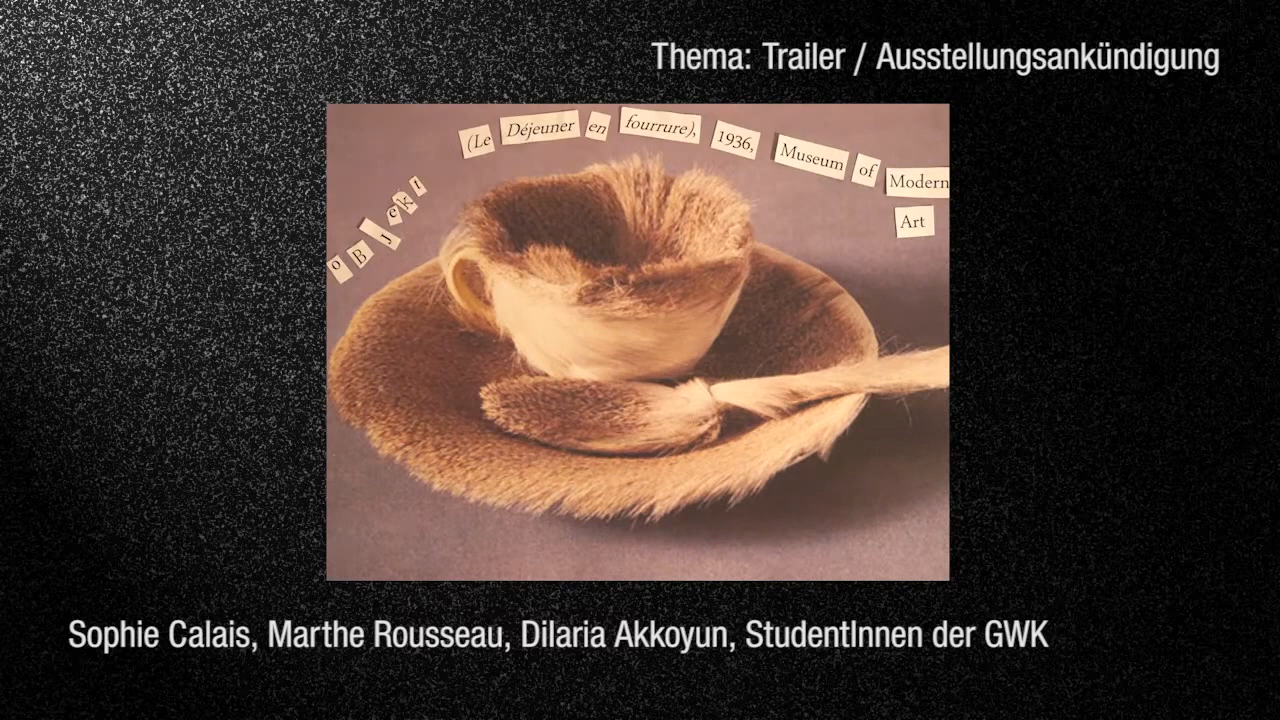 Thema: Trailer / Ausstellungsankündigung
oBjekt (Le Déjeuner en fourrure), 1936, Museum of Modern
Art
Sophie Calais, Marthe Rousseau, Dilaria Akkoyun, StudentInnen der GWK